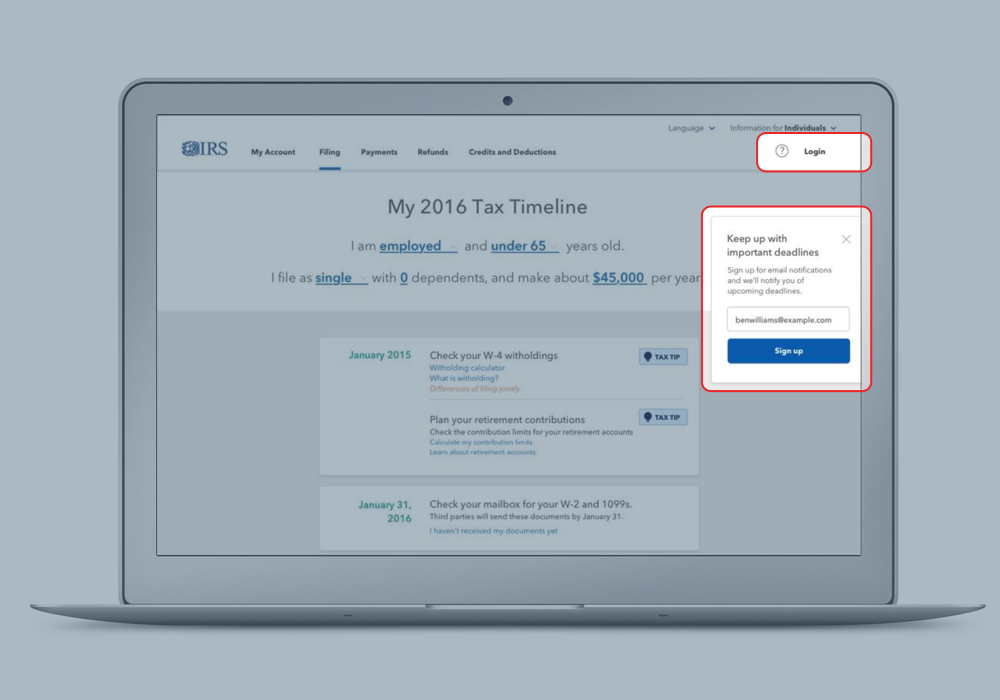 Language Information for Individuals
IRS My Account Filing Payments Refunds Credits and Deductions ? Login
My 2016 Tax Timeline
I am employed and under 65 years old.
I file as single with 0 dependents, and make about $45,000 per year
Keep up with
important deadlines
Sign up for email notifications
and we'll notify you of
upcoming deadlines.
benwilliams@example.com
Sign up
January 2015 Check your W-4 witholdings TAX TIP
Witholding calculator
What is witholding?
Differences of filing jointly
Plan your retirement contributions TAX TIP
Check the contribution limits for your retirement accounts
Calculate my contribution limits
Learn about retirement accounts
January 31, Check your mailbox for your W-2 and 1099s.
2016 Third parties will send these documents by January 31.
I haven't received my documents yet